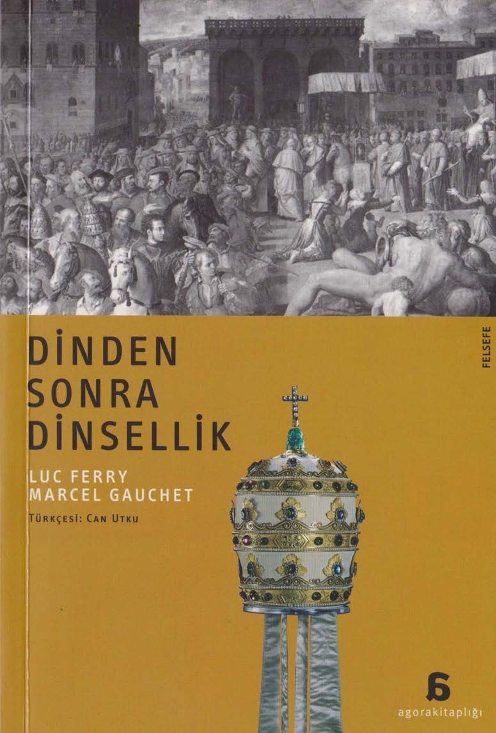 DİNDEN
SONRA
DİNSELLİK
LUC FERRY
MARCEL GAUCHET
TÜRKÇESİ: CAN UTKU
FELSEFE
agorakitaplığı